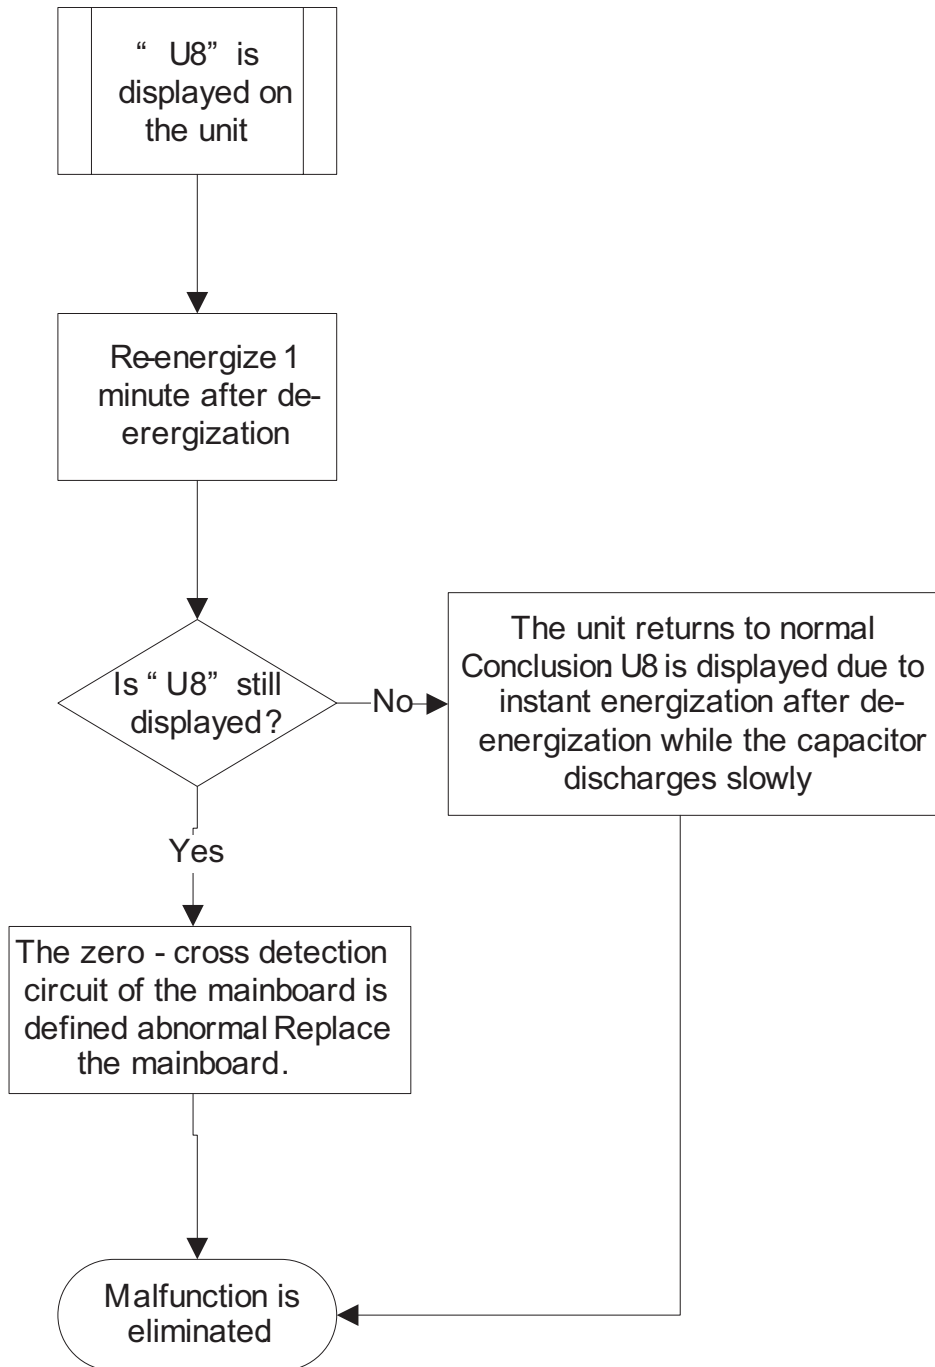 “ U8” is
displayed on
the unit
Re-energize 1
minute after de-
erergization
Is “ U8” still
displayed?
No
The unit returns to normal.
Conclusion: U8 is displayed due to
instant energization after de-
energization while the capacitor
discharges slowly.
Yes
The zero - cross detection
circuit of the mainboard is
defined abnormal. Replace
the mainboard.
Malfunction is
eliminated.